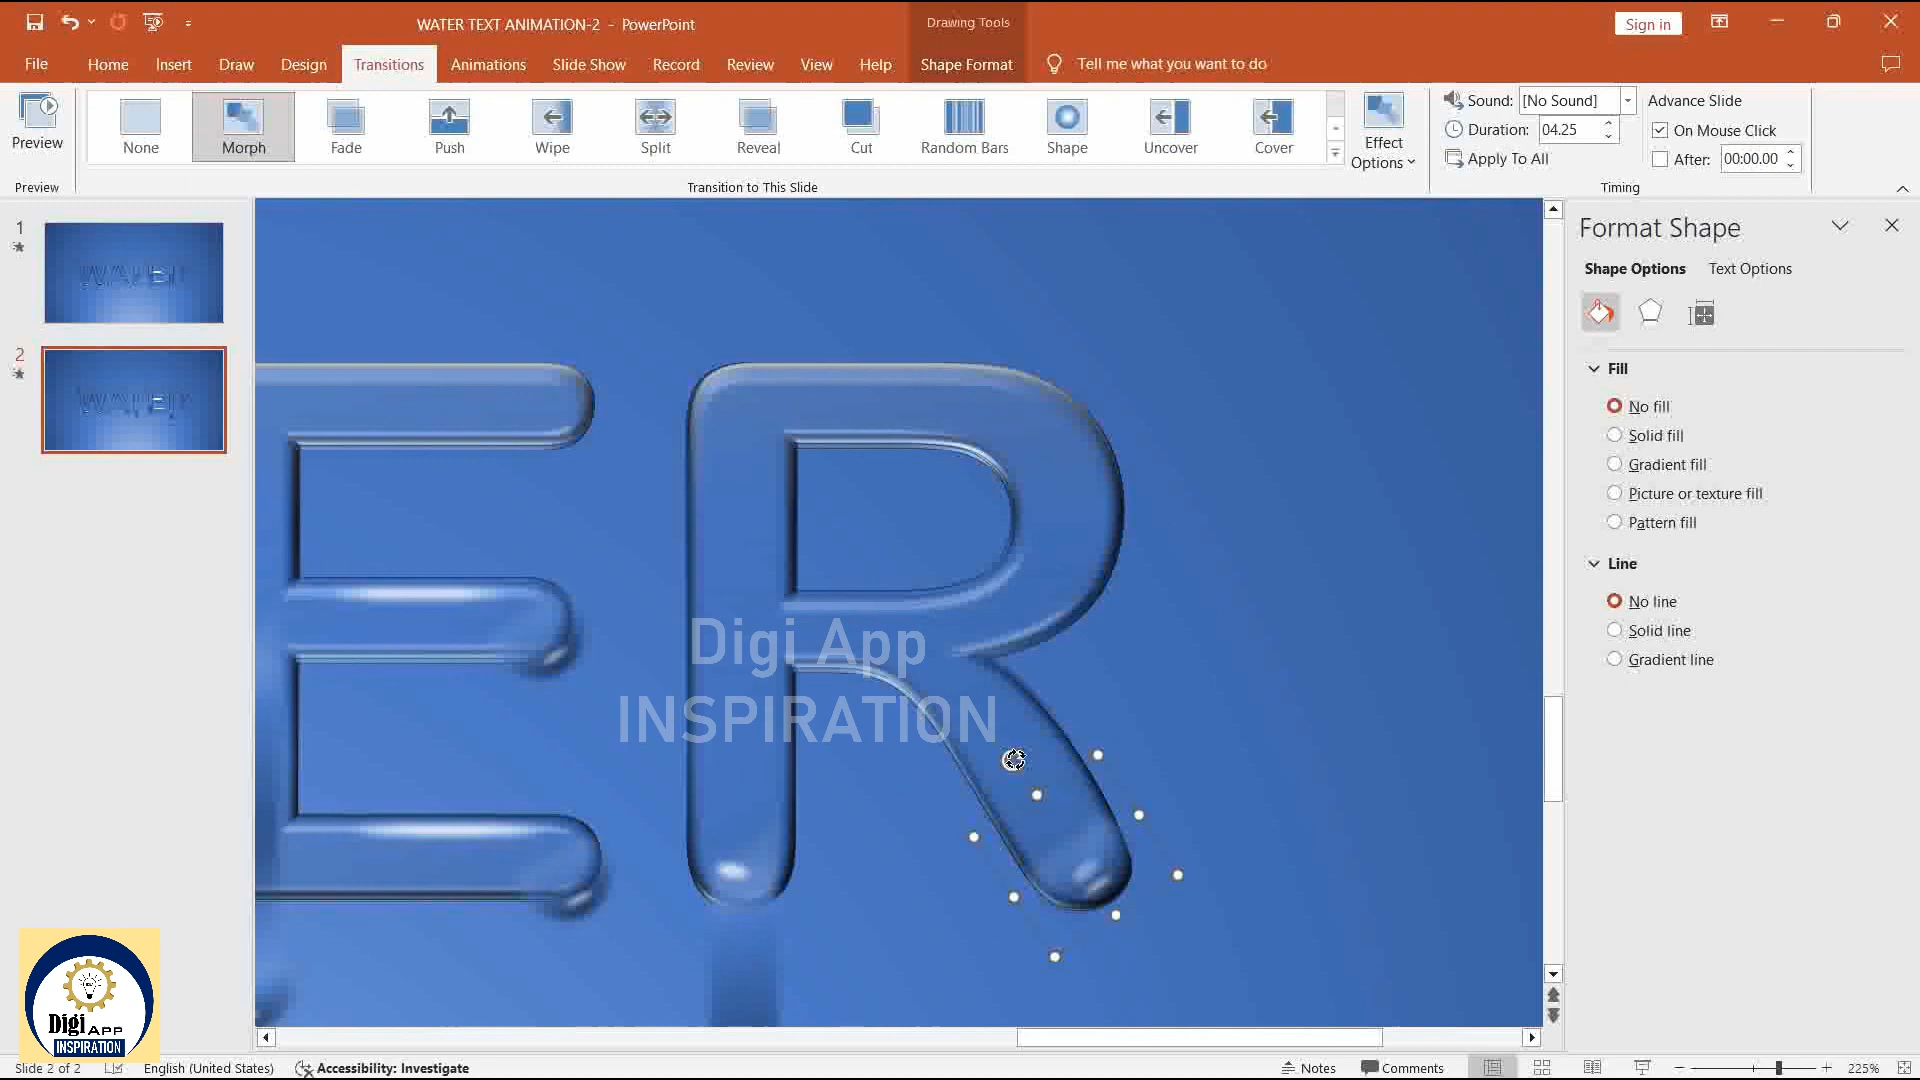 WATER TEXT ANIMATION-2 - PowerPoint
Drawing Tools
Sign in
File
Home
Insert
Draw
Design
Transitions
Animations
Slide Show
Record
Review
View
Help
Shape Format
Tell me what you want to do
Preview
None
Morph
Fade
Push
Wipe
Split
Reveal
Cut
Random Bars
Shape
Uncover
Cover
Effect
Options
Sound: [No Sound]
Duration: 04.25
Apply To All
Advance Slide
On Mouse Click
After: 00:00.00
Preview
Transition to This Slide
Timing
1
WATER
2
WATER
ER
Digi App
INSPIRATION
Format Shape
Shape Options
Text Options
Fill
No fill
Solid fill
Gradient fill
Picture or texture fill
Pattern fill
Line
No line
Solid line
Gradient line
Digi APP
INSPIRATION
Slide 2 of 2
English (United States)
Accessibility: Investigate
Notes
Comments
225%